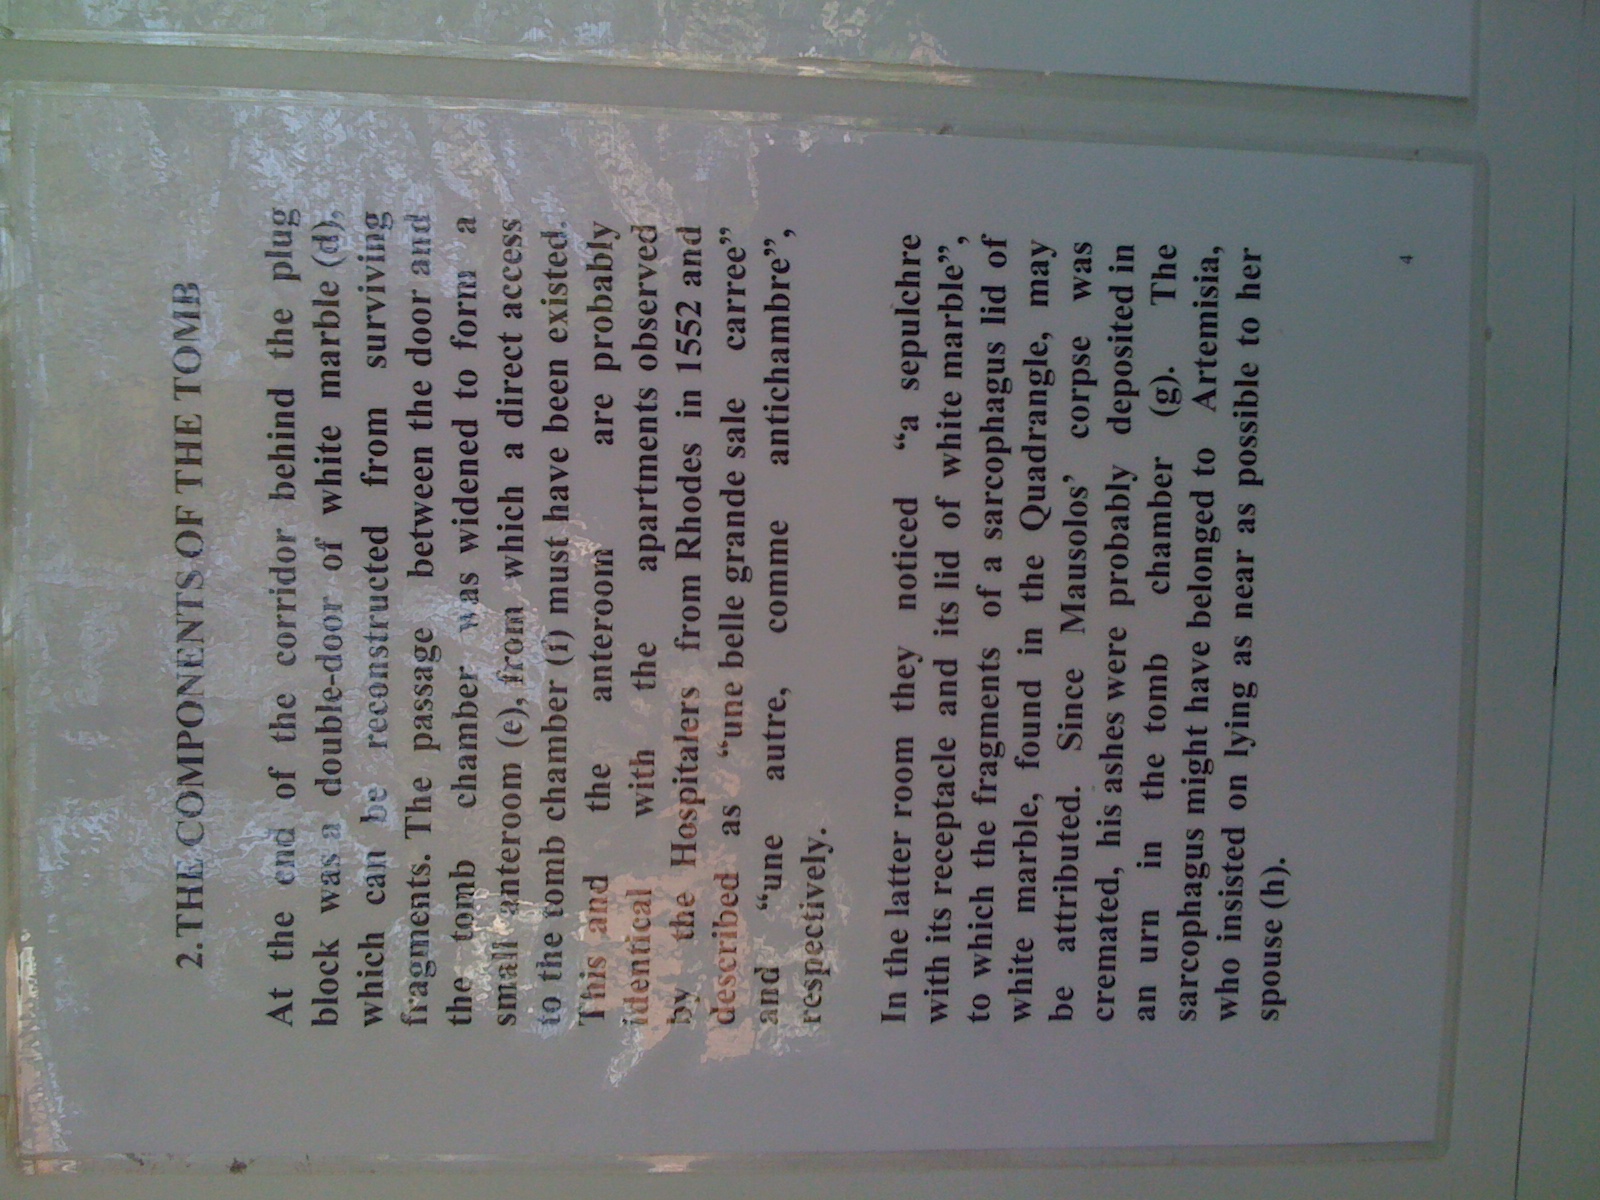 2. THE COMPONENTS OF THE TOMB
At the end of the corridor behind the plug
block was a double-door of white marble (d),
which can be reconstructed from surviving
fragments. The passage between the door and
the tomb chamber was widened to form a
small anteroom (e), from which a direct access
to the tomb chamber (f) must have been existed.
This and the anteroom are probably
identical with the apartments observed
by the Hospitalers from Rhodes in 1552 and
described as “une belle grande sale carree”
and “une autre, comme antichambre”,
respectively.
In the latter room they noticed “a sepulchre
with its receptacle and its lid of white marble”,
to which the fragments of a sarcophagus lid of
white marble, found in the Quadrangle, may
be attributed. Since Mausolos’ corpse was
cremated, his ashes were probably deposited in
an urn in the tomb chamber (g). The
sarcophagus might have belonged to Artemisia,
who insisted on lying as near as possible to her
spouse (h).
4